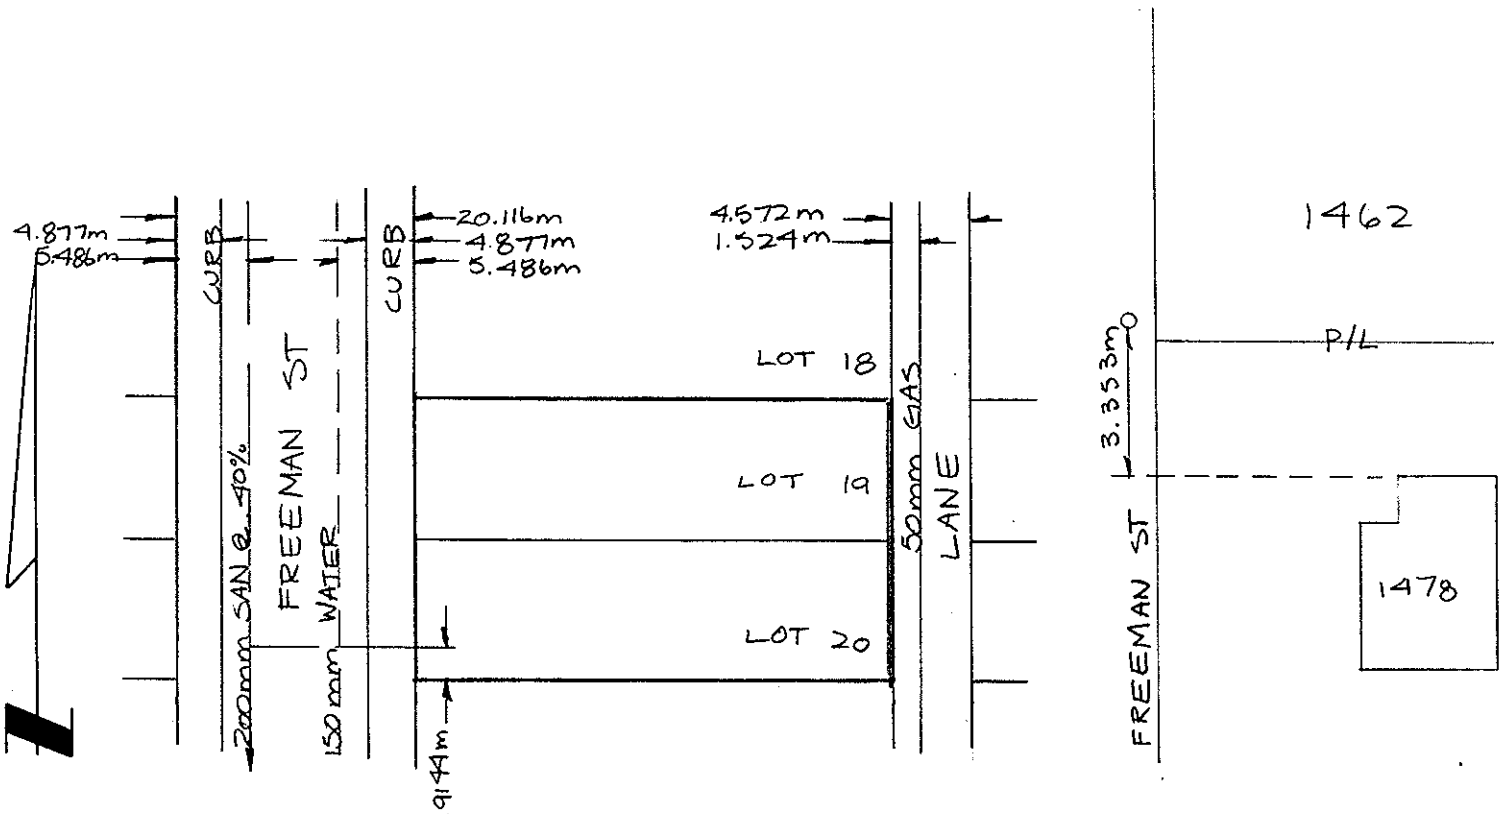 4.877m
5.486m
CURB
200mm SAN @ .40%
FREEMAN ST
150mm WATER
CURB
20.116m
4.877m
5.486m
9144m
4.572m
1.524m
LOT 18
LOT 19
LOT 20
50mm GAS
LANE
1462
P/L
3.353m
FREEMAN ST
1478